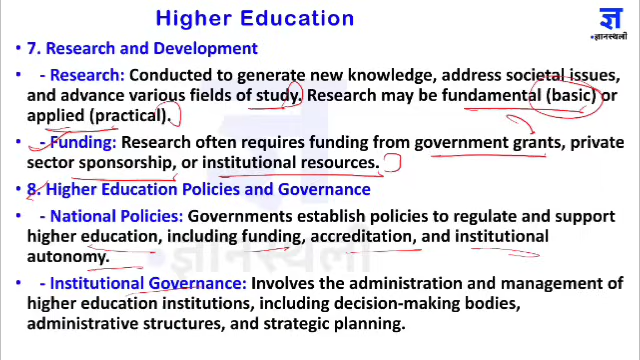 Higher Education
ज्ञ
ज्ञानस्थली
• 7. Research and Development
• - Research: Conducted to generate new knowledge, address societal issues,
and advance various fields of study. Research may be fundamental (basic) or
applied (practical).
• - Funding: Research often requires funding from government grants, private
sector sponsorship, or institutional resources.
• 8. Higher Education Policies and Governance
• - National Policies: Governments establish policies to regulate and support
higher education, including funding, accreditation, and institutional
autonomy.
ज्ञानस्थली
• - Institutional Governance: Involves the administration and management of
higher education institutions, including decision-making bodies,
administrative structures, and strategic planning.